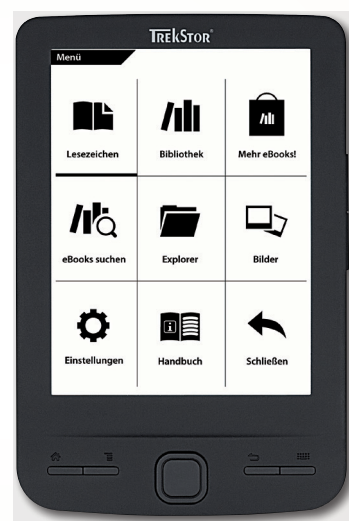 TREKSTOR®
Menü
Lesezeichen
Bibliothek
Mehr eBooks!
eBooks suchen
Explorer
Bilder
Einstellungen
Handbuch
Schließen